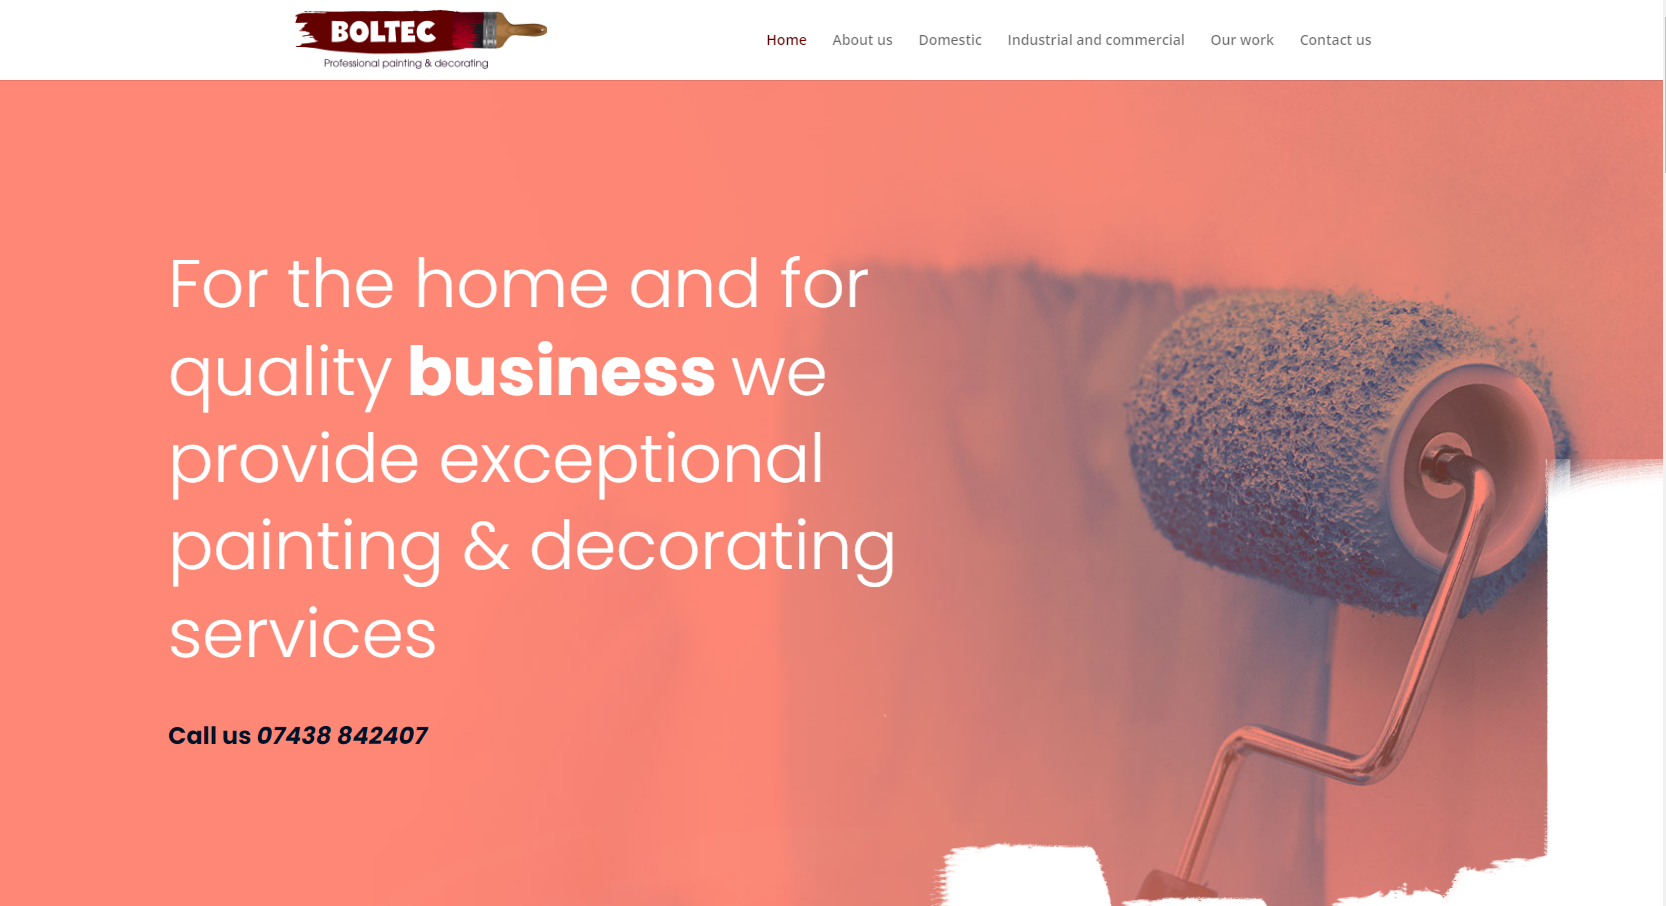 BOLTEC
Professional painting & decorating
Home About us Domestic Industrial and commercial Our work Contact us
For the home and for
quality business we
provide exceptional
painting & decorating
services
Call us 07438 842407